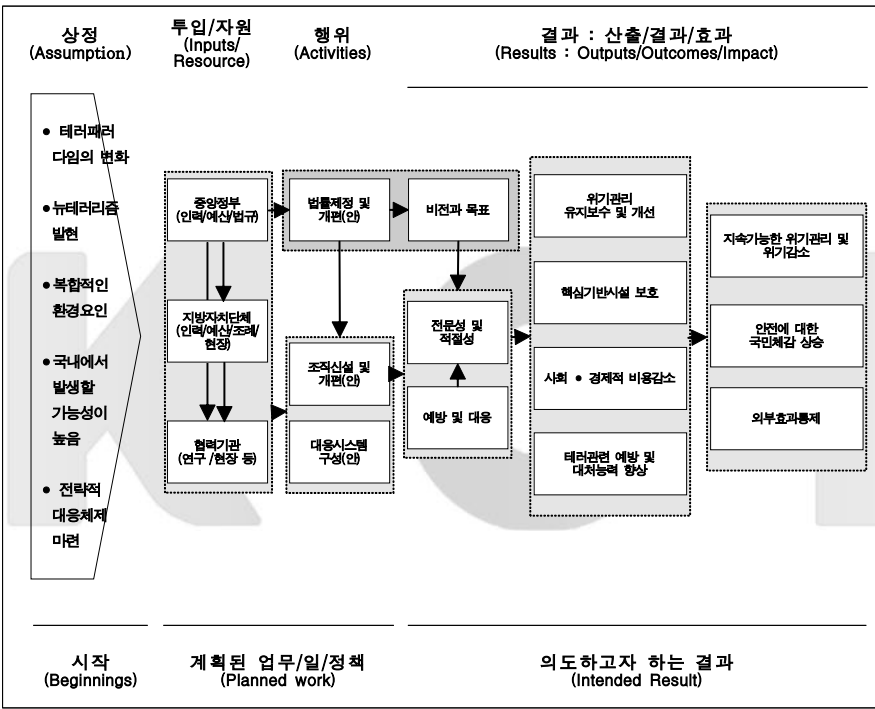 상정
(Assumption)
투입/자원
(Inputs/
Resource)
행위
(Activities)
결과 : 산출/결과/효과
(Results : Outputs/Outcomes/Impact)
● 테러패러
다임의 변화
●뉴테러리즘
발현
●복합적인
환경요인
●국내에서
발생할
가능성이
높음
● 전략적
대응체제
마련
중앙정부
(인력/예산/법규)
지방자치단체
(인력/예산/조례/
현장)
협력기관
(연구 /현장 등)
법률제정 및
개편(안)
비전과 목표
조직신설 및
개편(안)
대응시스템
구성(안)
전문성 및
적절성
예방 및 대응
위기관리
유지보수 및 개선
핵심기반시설 보호
사회 ● 경제적 비용감소
테러관련 예방 및
대처능력 향상
지속가능한 위기관리 및
위기감소
안전에 대한
국민체감 상승
외부효과통제
시작
(Beginnings)
계획된 업무/일/정책
(Planned work)
의도하고자 하는 결과
(Intended Result)